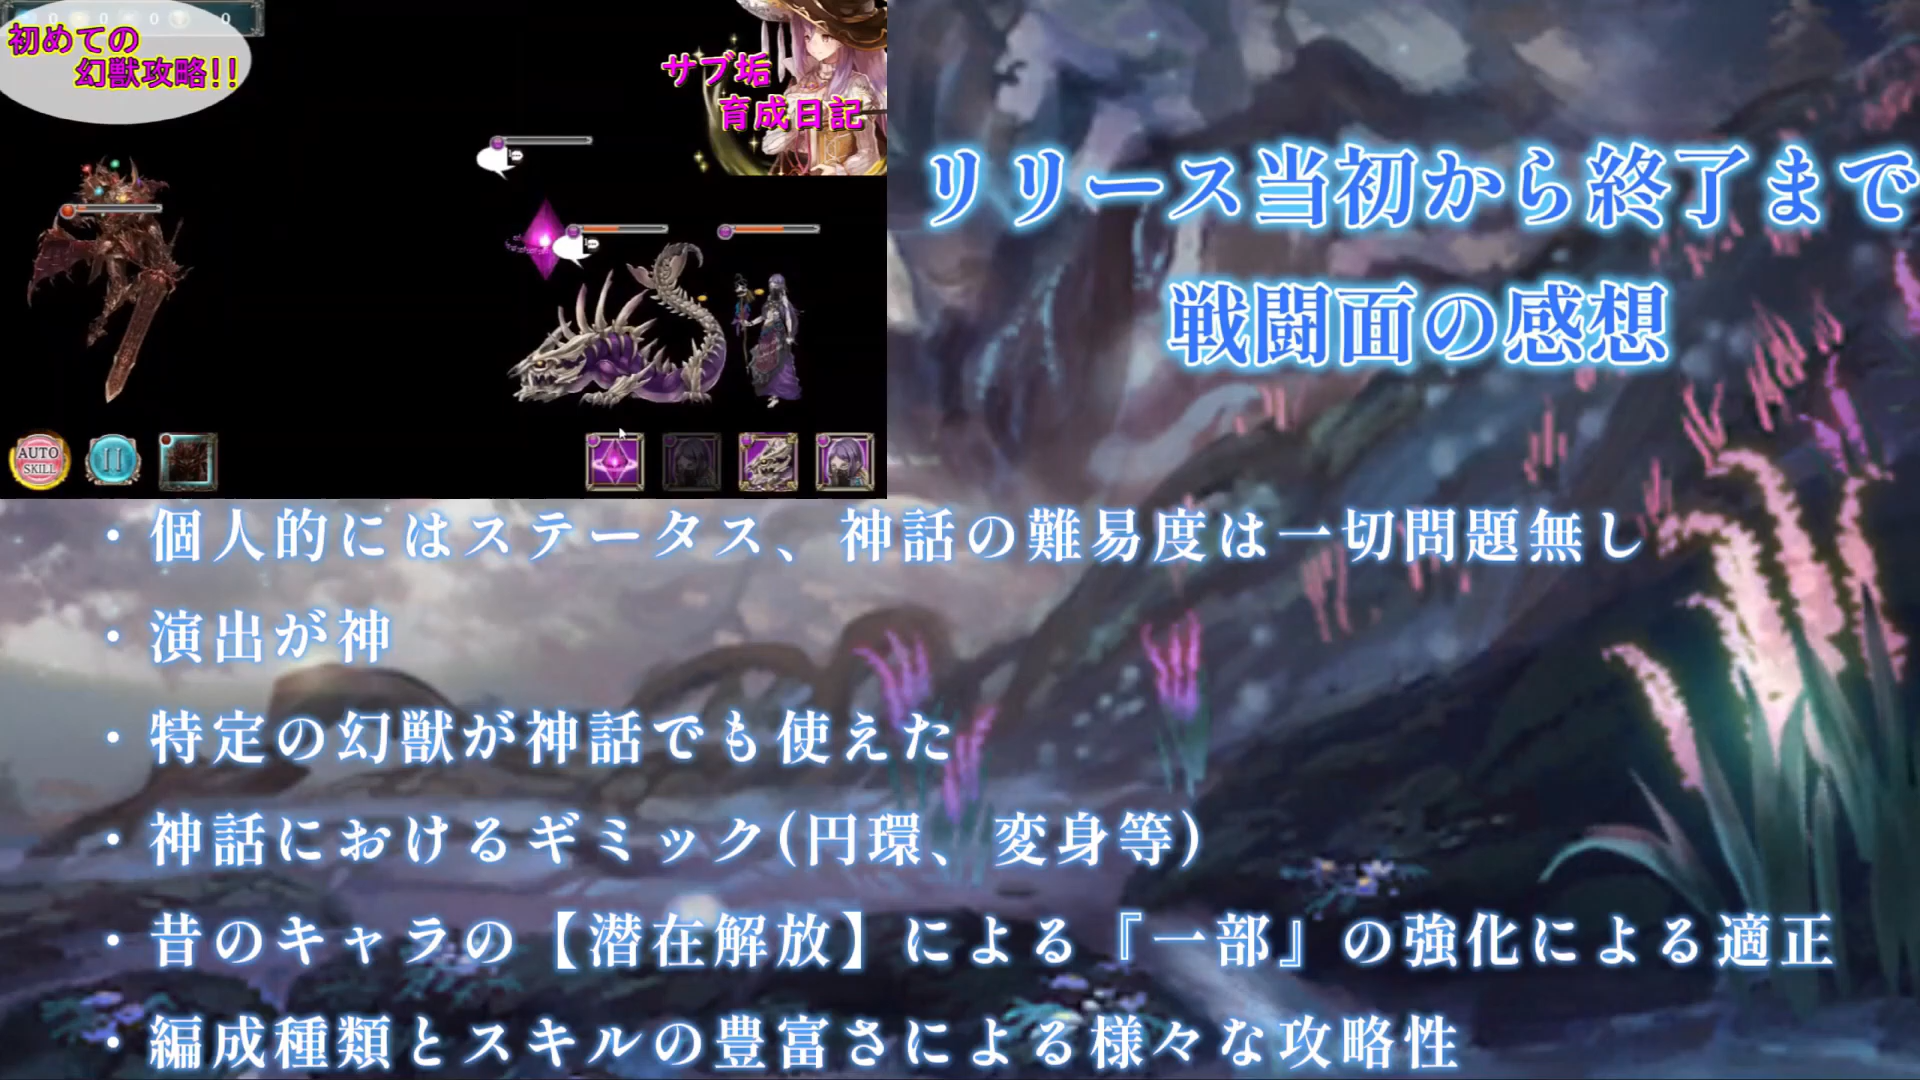 0 0 0 0
初めての
幻獣攻略!!
サブ垢
育成日記
AUTO
SKILL
リリース当初から終了まで
戦闘面の感想
・個人的にはステータス、神話の難易度は一切問題無し
・演出が神
・特定の幻獣が神話でも使えた
・神話におけるギミック(円環、変身等)
・昔のキャラの【潜在解放】による『一部』の強化による適正
・編成種類とスキルの豊富さによる様々な攻略性